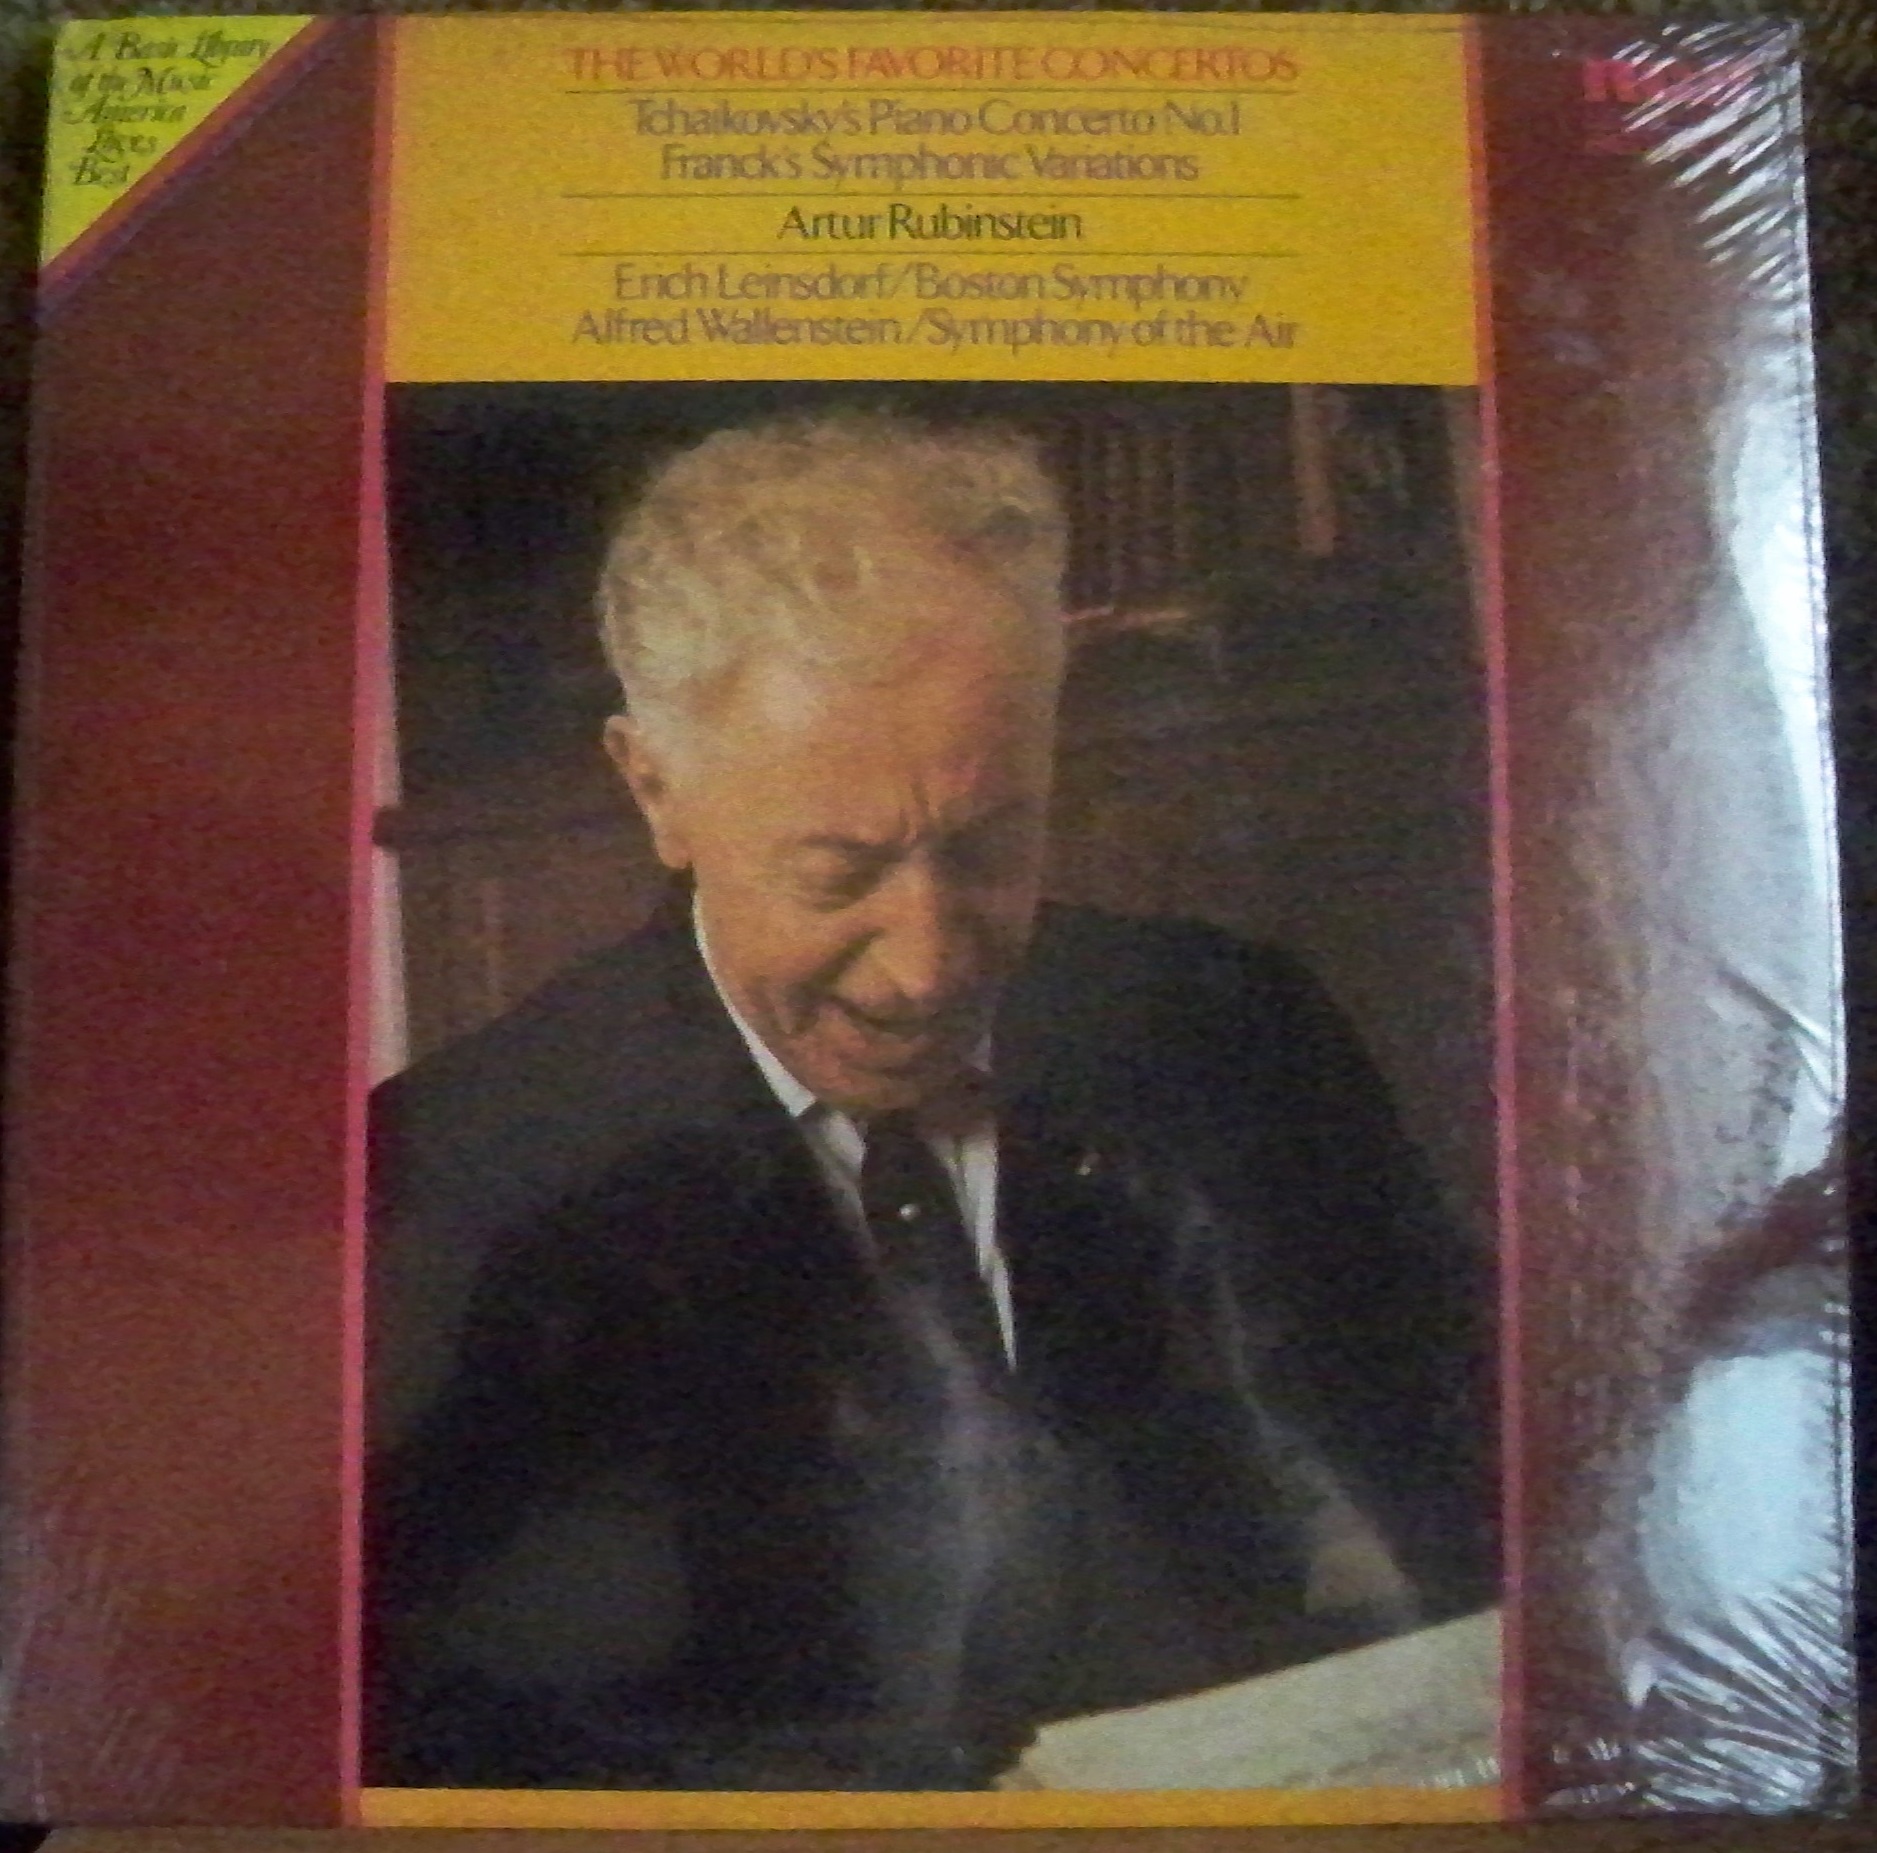 A Basic Library
of the Music
America
Loves
Best
THE WORLD'S FAVORITE CONCERTOS
Tchaikovsky's Piano Concerto No.1
Franck's Symphonic Variations
Artur Rubinstein
Erich Leinsdorf/Boston Symphony
Alfred Wallenstein/Symphony of the Air